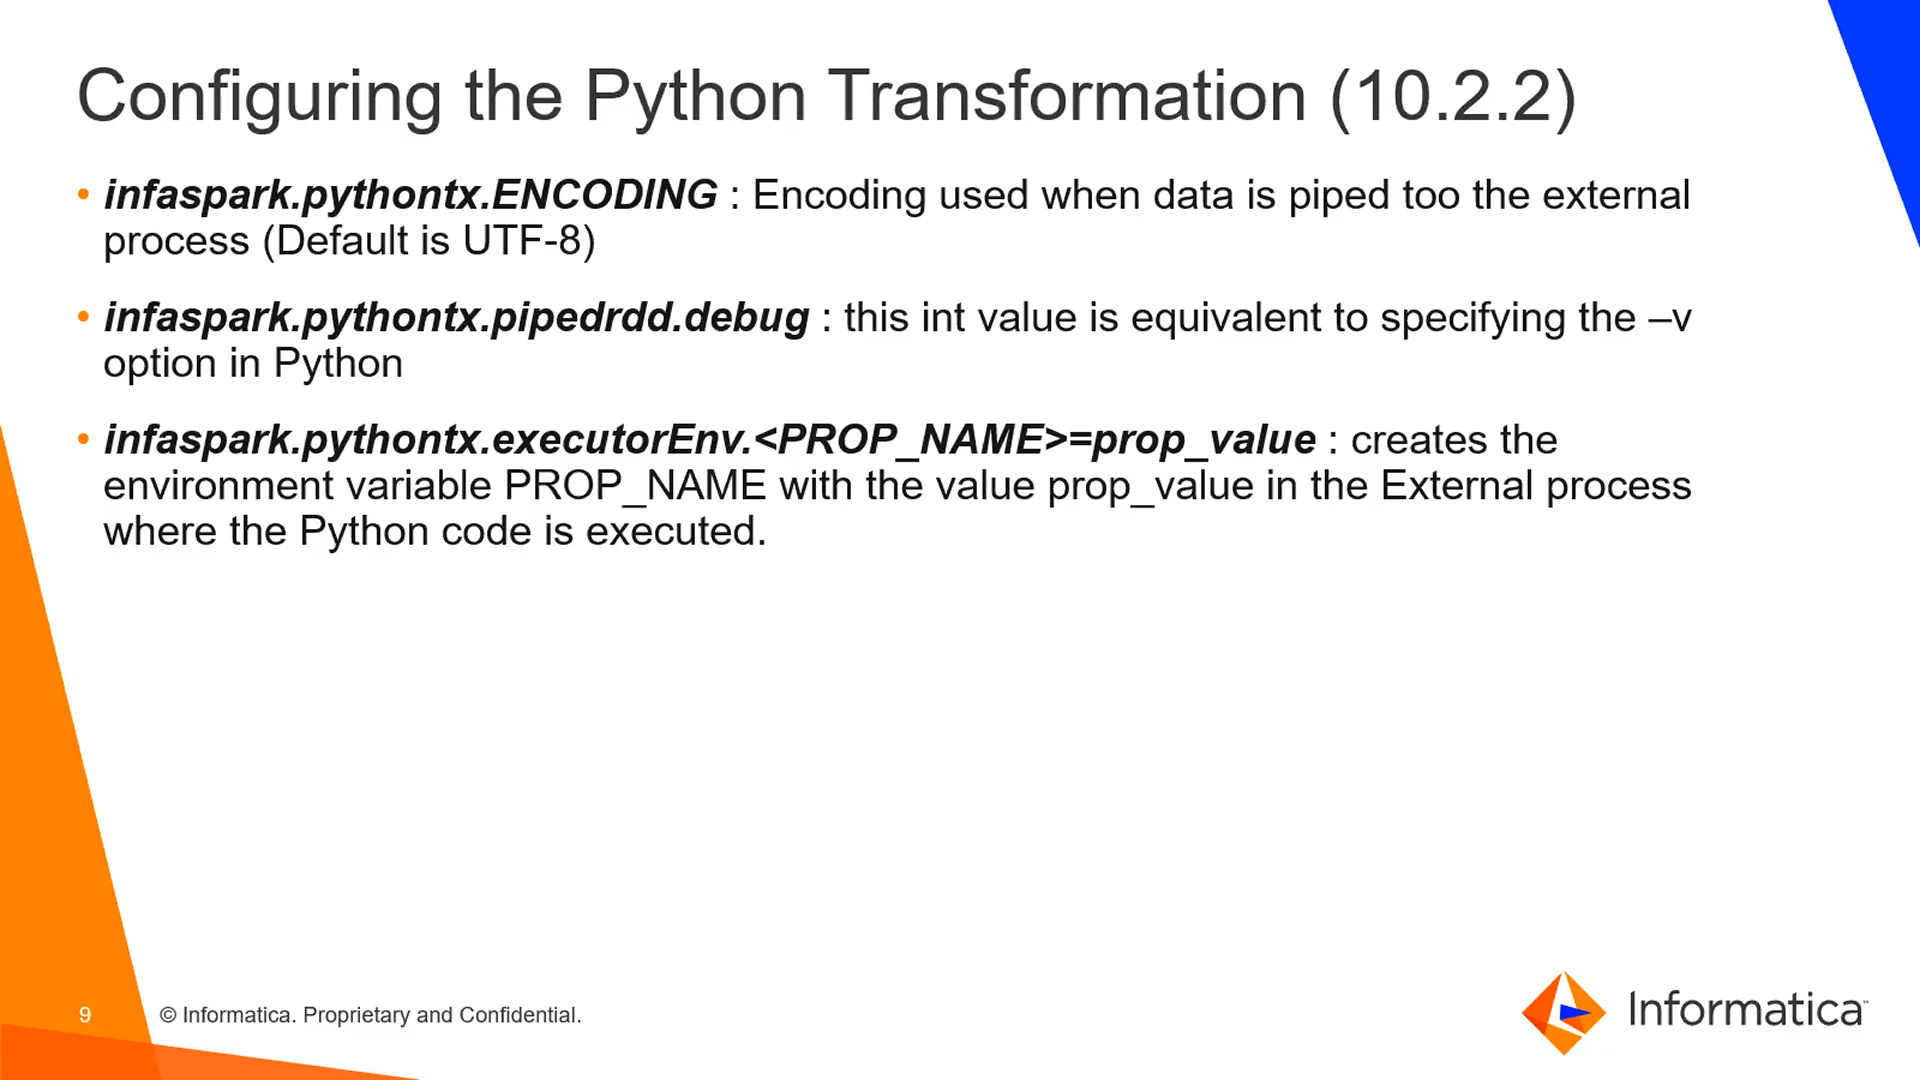 Configuring the Python Transformation (10.2.2)
• infaspark.pythontx.ENCODING : Encoding used when data is piped too the external
process (Default is UTF-8)
• infaspark.pythontx.pipedrdd.debug : this int value is equivalent to specifying the –v
option in Python
• infaspark.pythontx.executorEnv.<PROP_NAME>=prop_value : creates the
environment variable PROP_NAME with the value prop_value in the External process
where the Python code is executed.
9 © Informatica. Proprietary and Confidential.
Informatica™